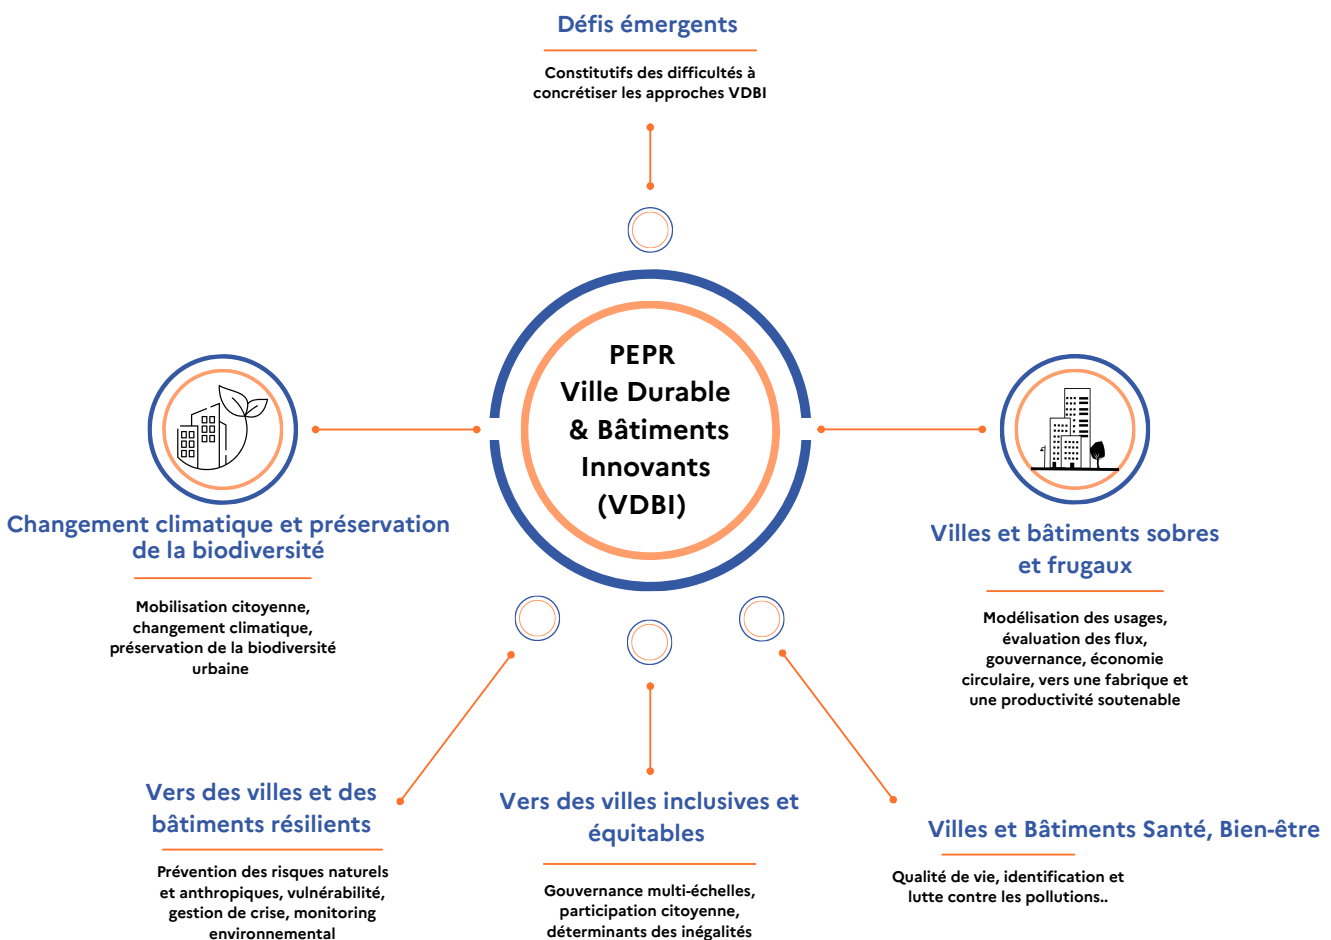 Défis émergents
Constitutifs des difficultés à
concrétiser les approches VDBI
PEPR
Ville Durable
& Bâtiments
Innovants
(VDBI)
Changement climatique et préservation
de la biodiversité
Mobilisation citoyenne,
changement climatique,
préservation de la biodiversité
urbaine
Villes et bâtiments sobres
et frugaux
Modélisation des usages,
évaluation des flux,
gouvernance, économie
circulaire, vers une fabrique et
une productivité soutenable
Vers des villes et des
bâtiments résilients
Prévention des risques naturels
et anthropiques, vulnérabilité,
gestion de crise, monitoring
environnemental
Vers des villes inclusives et
équitables
Gouvernance multi-échelles,
participation citoyenne,
déterminants des inégalités
Villes et Bâtiments Santé, Bien-être
Qualité de vie, identification et
lutte contre les pollutions..